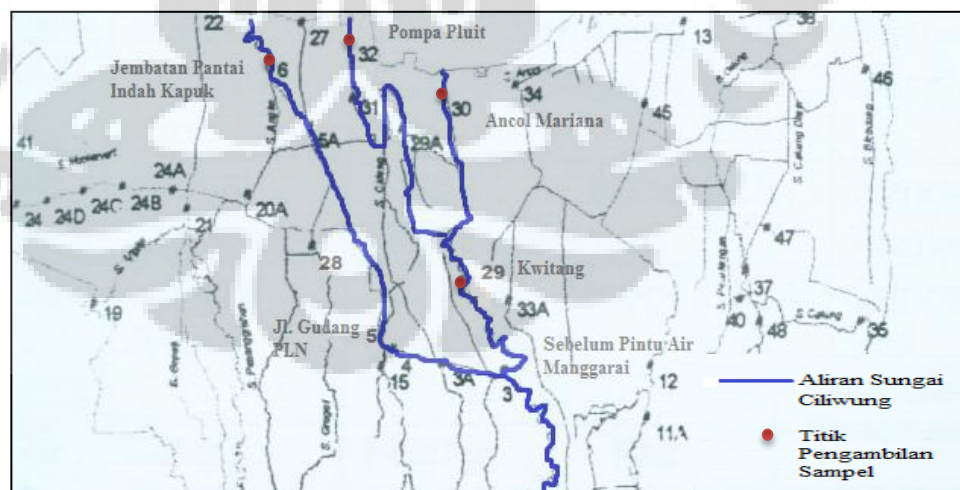 22
27
32
Pompa Pluit
13
38
Jembatan Pantai
Indah Kapuk
6
46
31
34
30
Ancol Mariana
45
41
5A
29A
S. Angke
24A
24
24D
24C
24B
20A
21
47
28
29
Kwitang
37
19
33A
40
48
35
Jl. Gudang
PLN
5
4
Sebelum Pintu Air
Manggarai
15
3A
3
12
11A
S. Grogol
S. Cakung
Aliran Sungai
Ciliwung
Titik
Pengambilan
Sampel